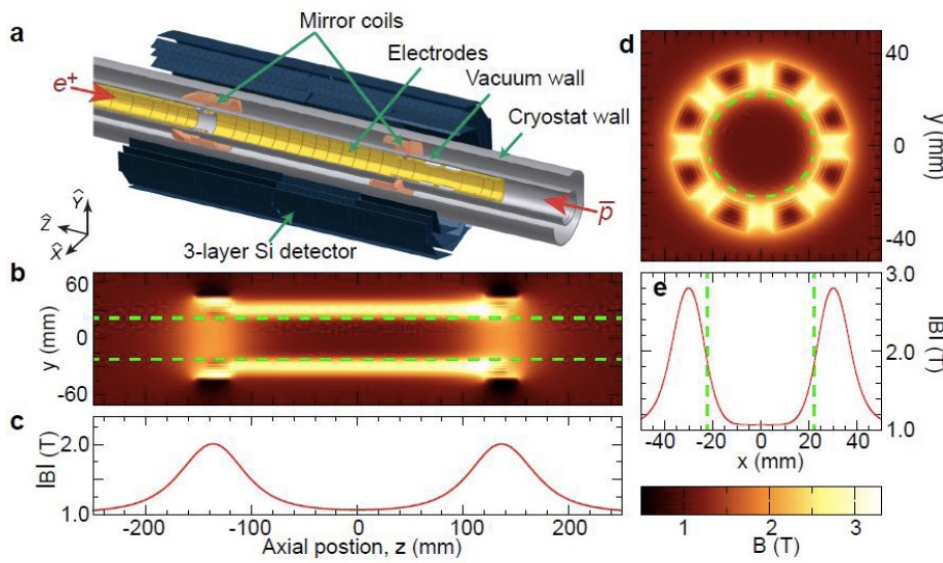 a
Mirror coils
Electrodes
Vacuum wall
Cryostat wall
e+
p̅
Ŷ
Ẑ
X̂
3-layer Si detector
b
60
0
-60
y (mm)
c
2.0
1.0
|B| (T)
-200 -100 0 100 200
Axial postion, z (mm)
d
40
0
-40
y (mm)
e
3.0
2.0
1.0
|B| (T)
-40 -20 0 20 40
x (mm)
1 2 3
B (T)